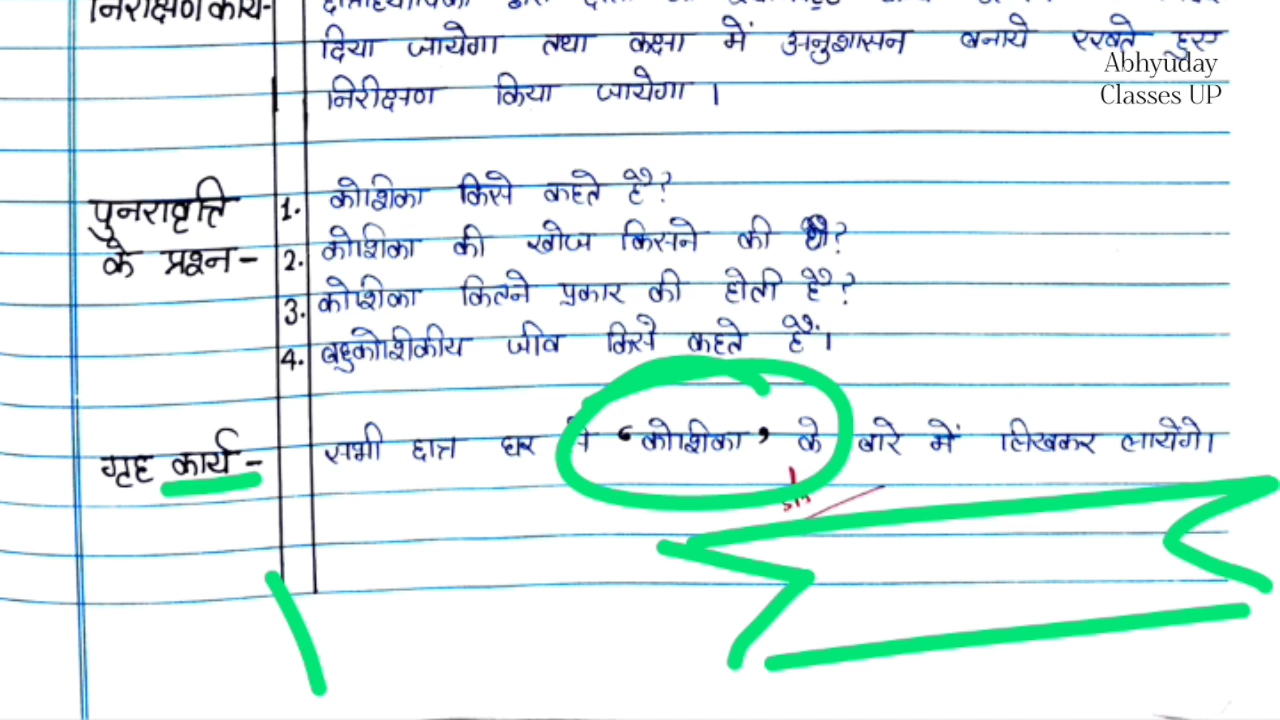 निरीक्षण कार्य-
दिया जायेगा तथा कक्षा में अनुशासन बनाये रखते हुए
Abhyuday
Classes UP
निरीक्षण किया जायेगा ।
पुनरावृत्ति
के प्रश्न -
1. कोशिका किसे कहते है?
2. कोशिका की खोज किसने की थी?
3. कोशिका कितने प्रकार की होती है?
4. बहुकोशिकीय जीव किसे कहते हैं।
गृह कार्य - सभी छात्र घर से ‘कोशिका’ के बारे में लिखकर लायेंगे।